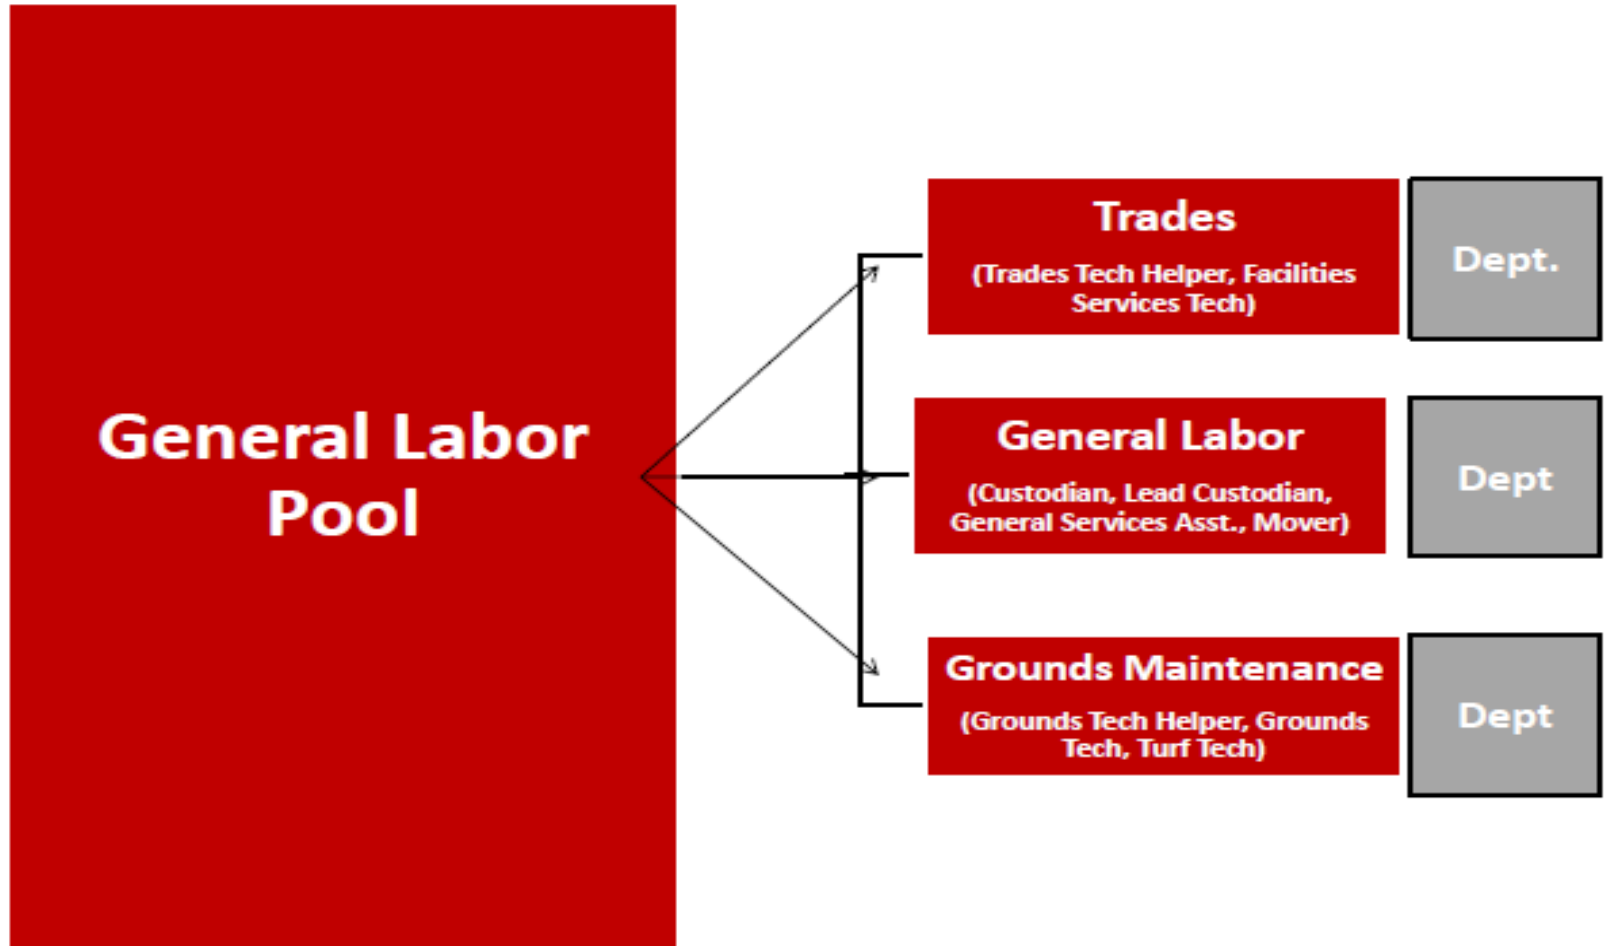 General Labor
Pool
Trades
(Trades Tech Helper, Facilities
Services Tech)
Dept.
General Labor
(Custodian, Lead Custodian,
General Services Asst., Mover)
Dept
Grounds Maintenance
(Grounds Tech Helper, Grounds
Tech, Turf Tech)
Dept